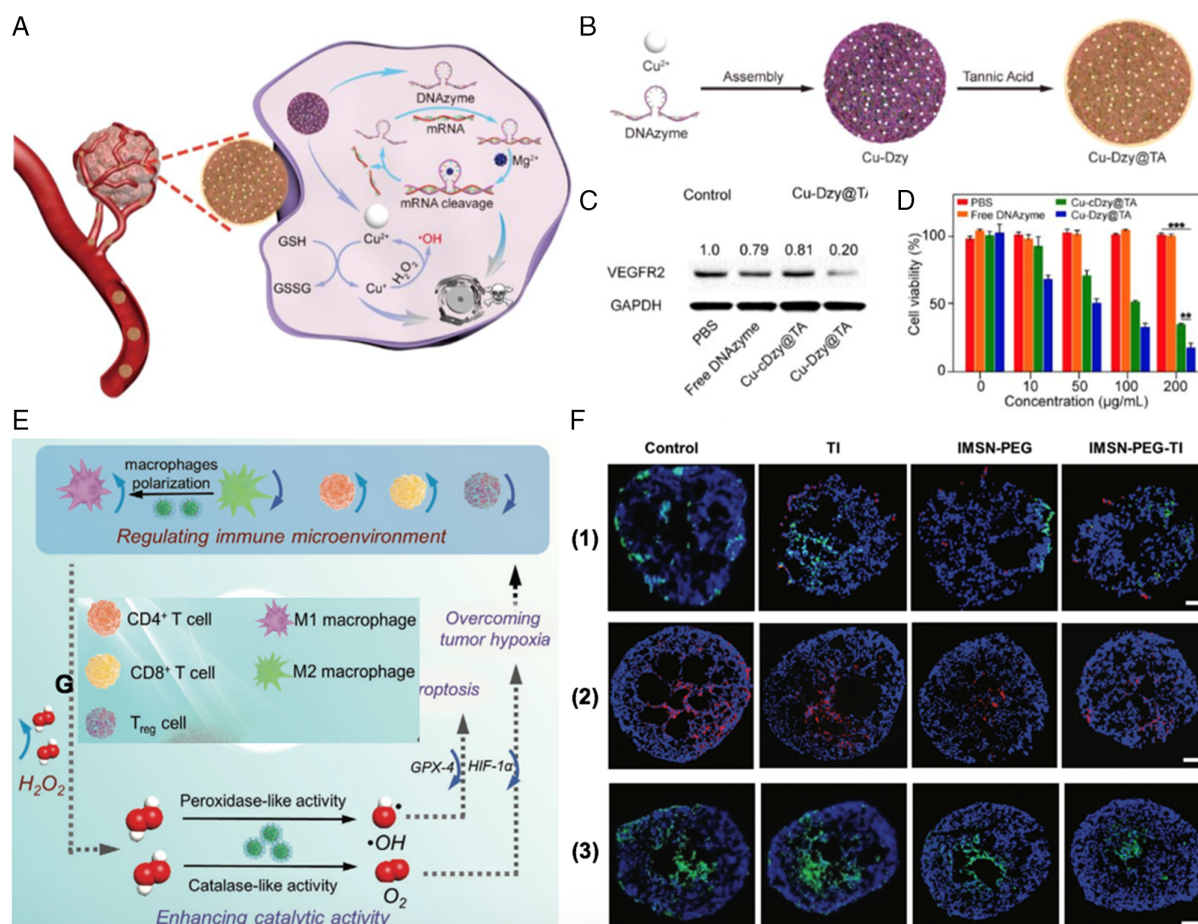 A
DNAzyme
mRNA
Mg²⁺
mRNA cleavage
Cu²⁺
•OH
GSH
H₂O₂
GSSG
Cu⁺
B
Cu²⁺
DNAzyme
Assembly
Cu-Dzy
Tannic Acid
Cu-Dzy@TA
C
Control
Cu-Dzy@T/
1.0 0.79 0.81 0.20
VEGFR2
GAPDH
PBS
Free DNAzyme
Cu-cDzy@TA
Cu-Dzy@TA
D
PBS
Free DNAzyme
Cu-cDzy@TA
Cu-Dzy@TA
***
**
Cell viability (%)
100
50
0
0 10 50 100 200
Concentration (μg/mL)
E
macrophages
polarization
Regulating immune microenvironment
CD4⁺ T cell
M1 macrophage
CD8⁺ T cell
M2 macrophage
G
Treg cell
Overcoming
tumor hypoxia
roptosis
GPX-4
HIF-1α
H₂O₂
Peroxidase-like activity
•OH
Catalase-like activity
O₂
Enhancing catalytic activity
F
Control TI IMSN-PEG IMSN-PEG-TI
(1)
(2)
(3)